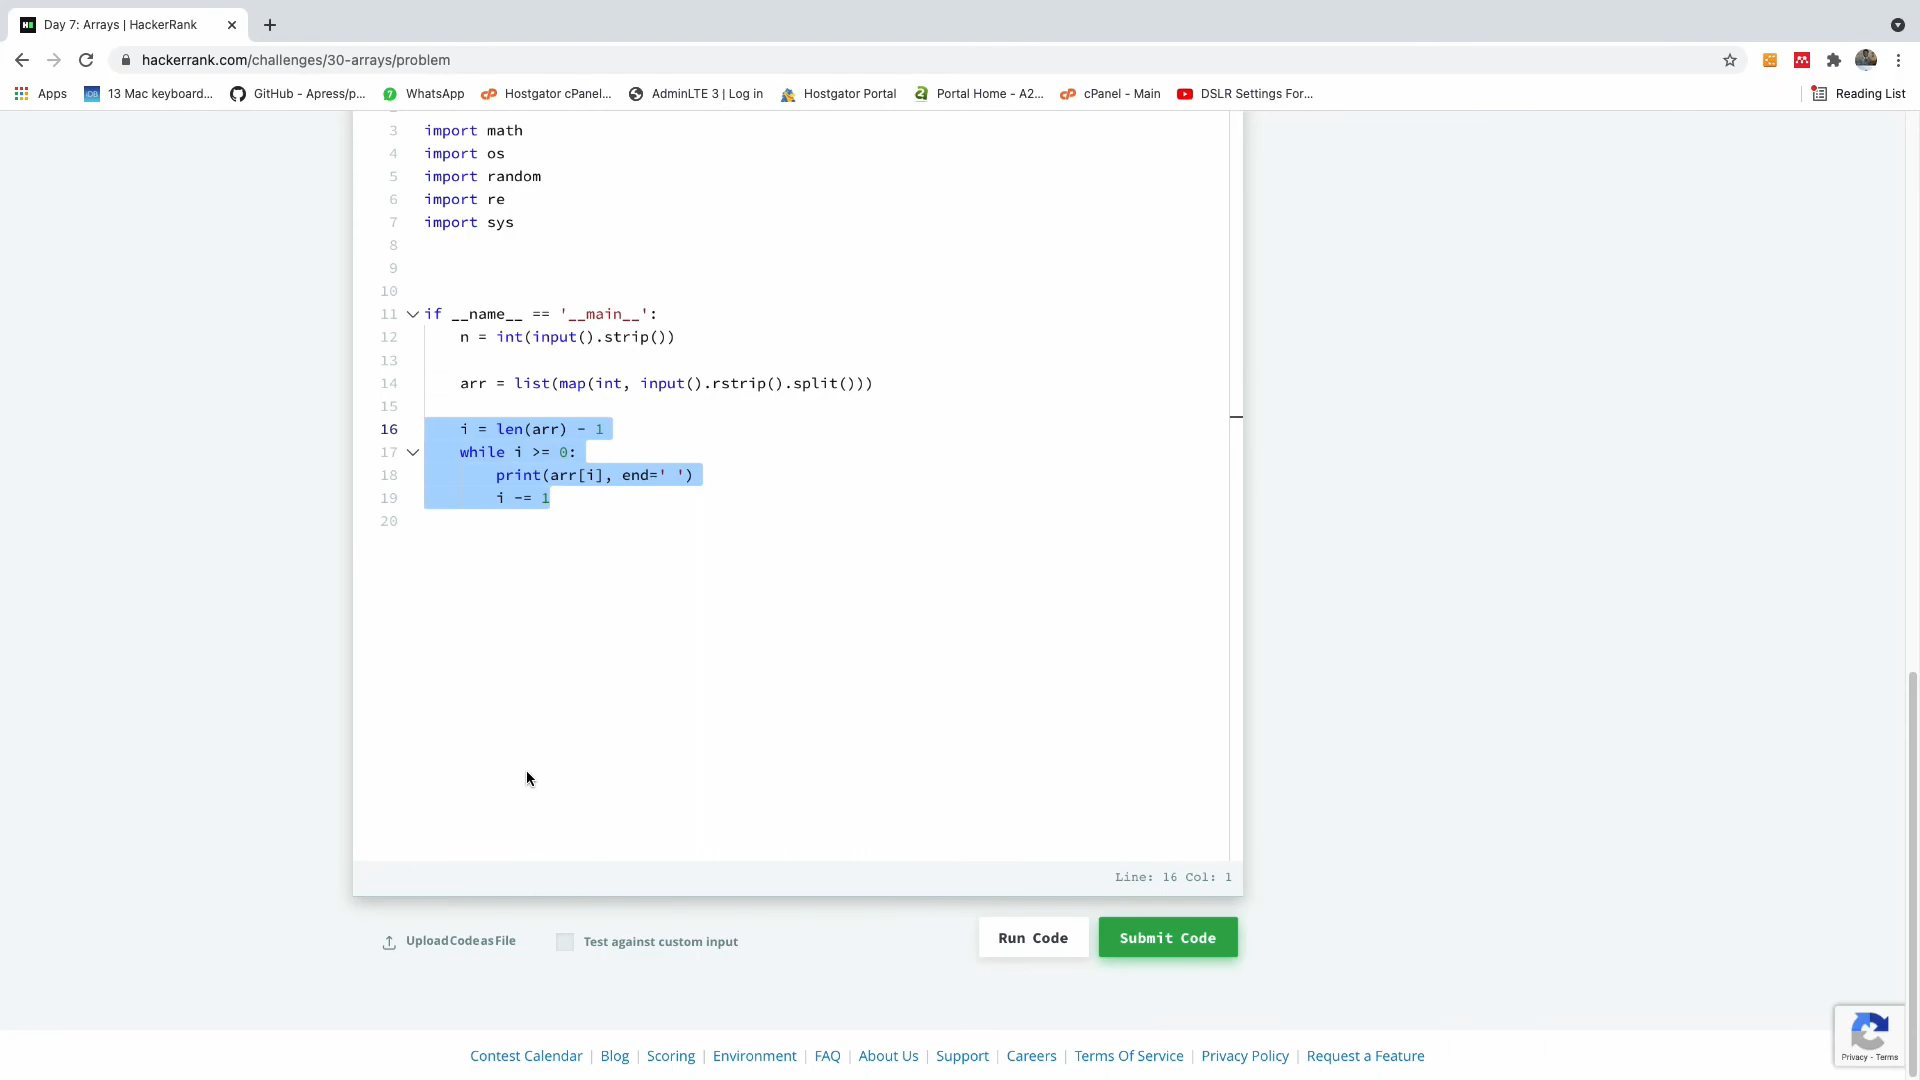 Day 7: Arrays | HackerRank
hackerrank.com/challenges/30-arrays/problem
Apps
13 Mac keyboard...
GitHub - Apress/p...
WhatsApp
Hostgator cPanel...
AdminLTE 3 | Log in
Hostgator Portal
Portal Home - A2...
cPanel - Main
DSLR Settings For...
Reading List
3 import math
4 import os
5 import random
6 import re
7 import sys
8
9
10
11 if __name__ == '__main__':
12 n = int(input().strip())
13
14 arr = list(map(int, input().rstrip().split()))
15
16 i = len(arr) - 1
17 while i >= 0:
18 print(arr[i], end=' ')
19 i -= 1
20
Line: 16 Col: 1
Upload Code as File
Test against custom input
Run Code
Submit Code
Contest Calendar | Blog | Scoring | Environment | FAQ | About Us | Support | Careers | Terms Of Service | Privacy Policy | Request a Feature
Privacy - Terms